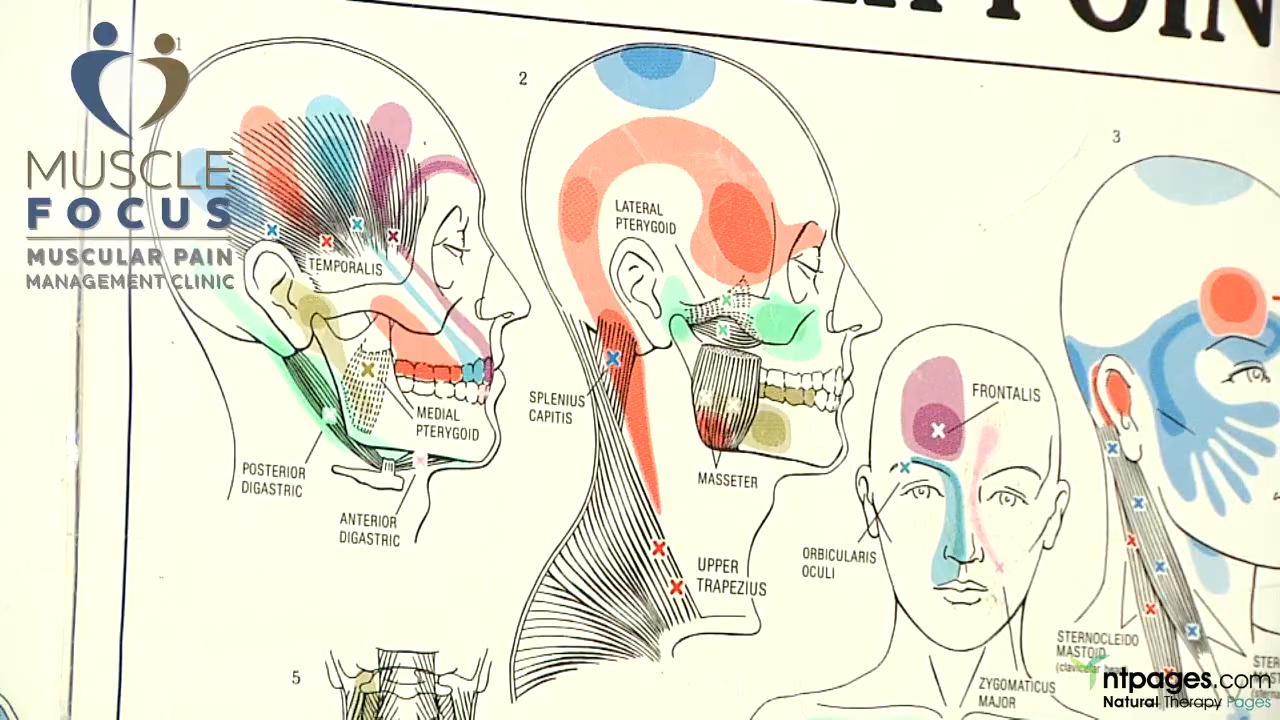 POIN
1
MUSCLE
FOCUS
MUSCULAR PAIN
MANAGEMENT CLINIC
TEMPORALIS
MEDIAL
PTERYGOID
POSTERIOR
DIGASTRIC
ANTERIOR
DIGASTRIC
2
LATERAL
PTERYGOID
SPLENIUS
CAPITIS
MASSETER
UPPER
TRAPEZIUS
FRONTALIS
ORBICULARIS
OCULI
ZYGOMATICUS
MAJOR
3
STERNOCLEIDO
MASTOID
5
ntpages.com
Natural Therapy Pages